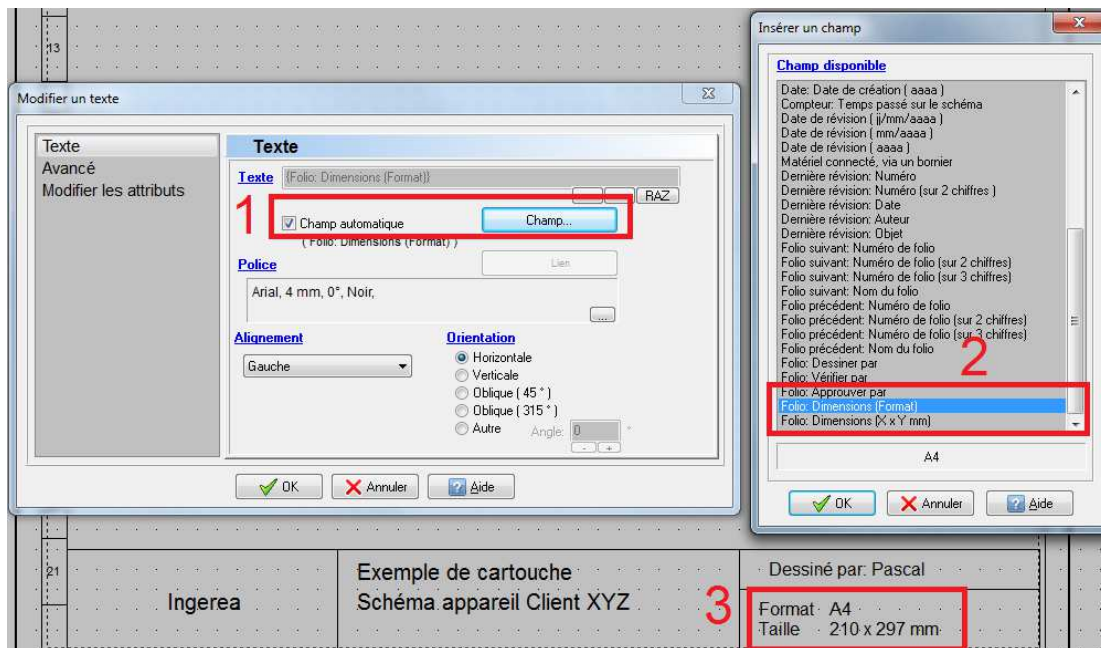 13
Modifier un texte
Texte
Avancé
Modifier les attributs
Texte
Texte
{Folio: Dimensions (Format)}
RAZ
1
Champ automatique
Champ...
( Folio: Dimensions (Format) )
Police
Lien
Arial, 4 mm, 0°, Noir,
...
Alignement
Gauche
Orientation
Horizontale
Verticale
Oblique ( 45 ° )
Oblique ( 315 ° )
Autre
Angle:
0
°
-
+
OK
Annuler
Aide
Insérer un champ
Champ disponible
Date: Date de création ( aaaa )
Compteur: Temps passé sur le schéma
Date de révision ( jj/mm/aaaa )
Date de révision ( mm/aaaa )
Date de révision ( aaaa )
Matériel connecté, via un bornier
Dernière révision: Numéro
Dernière révision: Numéro (sur 2 chiffres )
Dernière révision: Date
Dernière révision: Auteur
Dernière révision: Objet
Folio suivant: Numéro de folio
Folio suivant: Numéro de folio (sur 2 chiffres)
Folio suivant: Numéro de folio (sur 3 chiffres)
Folio suivant: Nom du folio
Folio précédent: Numéro de folio
Folio précédent: Numéro de folio (sur 2 chiffres)
Folio précédent: Numéro de folio (sur 3 chiffres)
Folio précédent: Nom du folio
Folio: Dessiner par
Folio: Vérifier par
Folio: Approuver par
Folio: Dimensions (Format)
Folio: Dimensions (X x Y mm)
2
A4
OK
Annuler
Aide
21
Ingerea
Exemple de cartouche
Schéma appareil Client XYZ
Dessiné par: Pascal
3
Format A4
Taille 210 x 297 mm